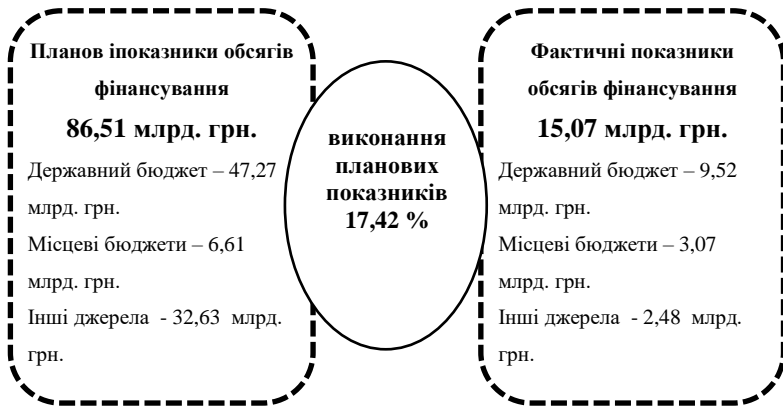 Планов іпоказники обсягів
фінансування
86,51 млрд. грн.
Державний бюджет – 47,27
млрд. грн.
Місцеві бюджети – 6,61
млрд. грн.
Інші джерела - 32,63 млрд.
грн.
виконання
планових
показників
17,42 %
Фактичні показники
обсягів фінансування
15,07 млрд. грн.
Державний бюджет – 9,52
млрд. грн.
Місцеві бюджети – 3,07
млрд. грн.
Інші джерела - 2,48 млрд.
грн.